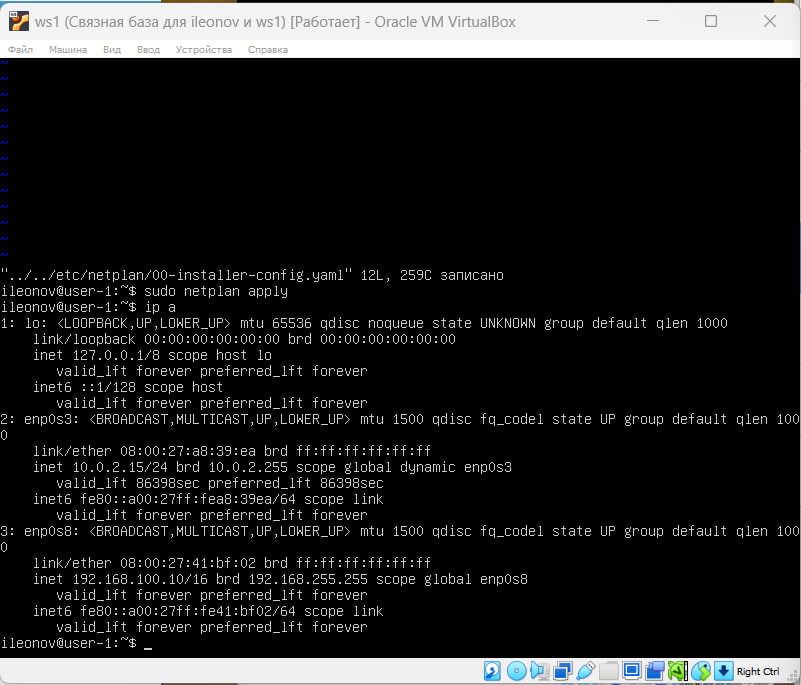 ws1 (Связная база для ileonov и ws1) [Работает] - Oracle VM VirtualBox
Файл Машина Вид Ввод Устройства Справка
~
~
~
~
~
~
~
~
~
~
~
~
~
"../../etc/netplan/00-installer-config.yaml" 12L, 259C записано
ileonov@user-1:~$ sudo netplan apply
ileonov@user-1:~$ ip a
1: lo: <LOOPBACK,UP,LOWER_UP> mtu 65536 qdisc noqueue state UNKNOWN group default qlen 1000
    link/loopback 00:00:00:00:00:00 brd 00:00:00:00:00:00
    inet 127.0.0.1/8 scope host lo
       valid_lft forever preferred_lft forever
    inet6 ::1/128 scope host
       valid_lft forever preferred_lft forever
2: enp0s3: <BROADCAST,MULTICAST,UP,LOWER_UP> mtu 1500 qdisc fq_codel state UP group default qlen 100
0
    link/ether 08:00:27:a8:39:ea brd ff:ff:ff:ff:ff:ff
    inet 10.0.2.15/24 brd 10.0.2.255 scope global dynamic enp0s3
       valid_lft 86398sec preferred_lft 86398sec
    inet6 fe80::a00:27ff:fea8:39ea/64 scope link
       valid_lft forever preferred_lft forever
3: enp0s8: <BROADCAST,MULTICAST,UP,LOWER_UP> mtu 1500 qdisc fq_codel state UP group default qlen 100
0
    link/ether 08:00:27:41:bf:02 brd ff:ff:ff:ff:ff:ff
    inet 192.168.100.10/16 brd 192.168.255.255 scope global enp0s8
       valid_lft forever preferred_lft forever
    inet6 fe80::a00:27ff:fe41:bf02/64 scope link
       valid_lft forever preferred_lft forever
ileonov@user-1:~$ _
Right Ctrl